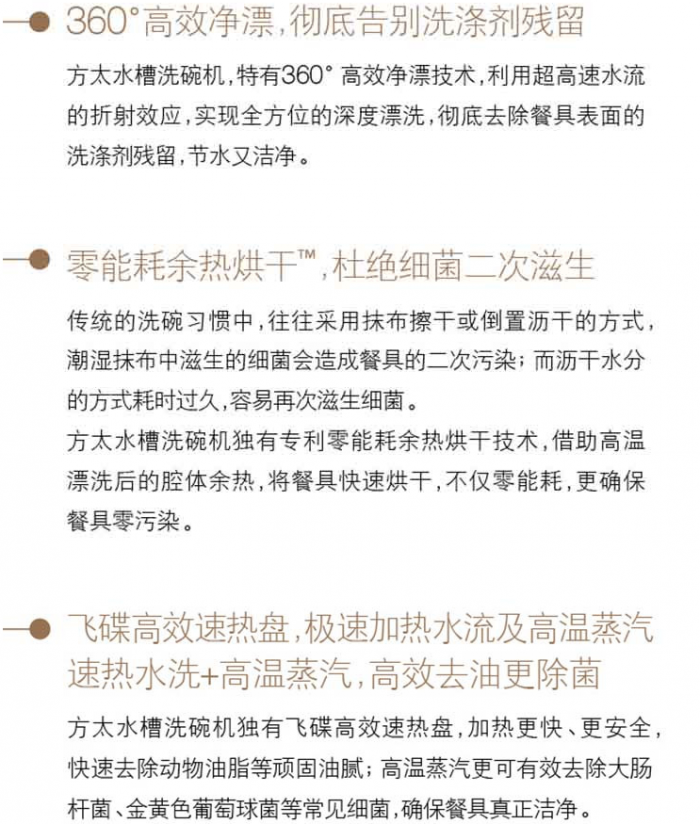 360°高效净漂,彻底告别洗涤剂残留
方太水槽洗碗机,特有360°高效净漂技术,利用超高速水流
的折射效应,实现全方位的深度漂洗,彻底去除餐具表面的
洗涤剂残留,节水又洁净。
零能耗余热烘干™,杜绝细菌二次滋生
传统的洗碗习惯中,往往采用抹布擦干或倒置沥干的方式,
潮湿抹布中滋生的细菌会造成餐具的二次污染；而沥干水分
的方式耗时过久,容易再次滋生细菌。
方太水槽洗碗机独有专利零能耗余热烘干技术,借助高温
漂洗后的腔体余热,将餐具快速烘干,不仅零能耗,更确保
餐具零污染。
飞碟高效速热盘,极速加热水流及高温蒸汽
速热水洗+高温蒸汽,高效去油更除菌
方太水槽洗碗机独有飞碟高效速热盘,加热更快、更安全,
快速去除动物油脂等顽固油腻；高温蒸汽更可有效去除大肠
杆菌、金黄色葡萄球菌等常见细菌,确保餐具真正洁净。